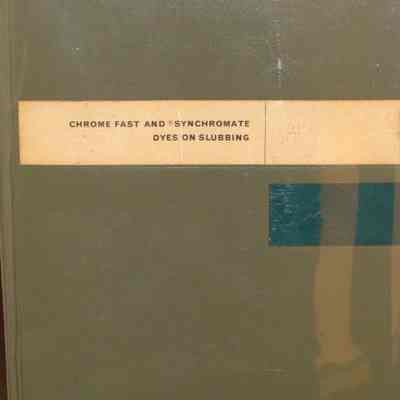 CHROME FAST AND *SYNCHROMATE
DYES ON SLUBBING